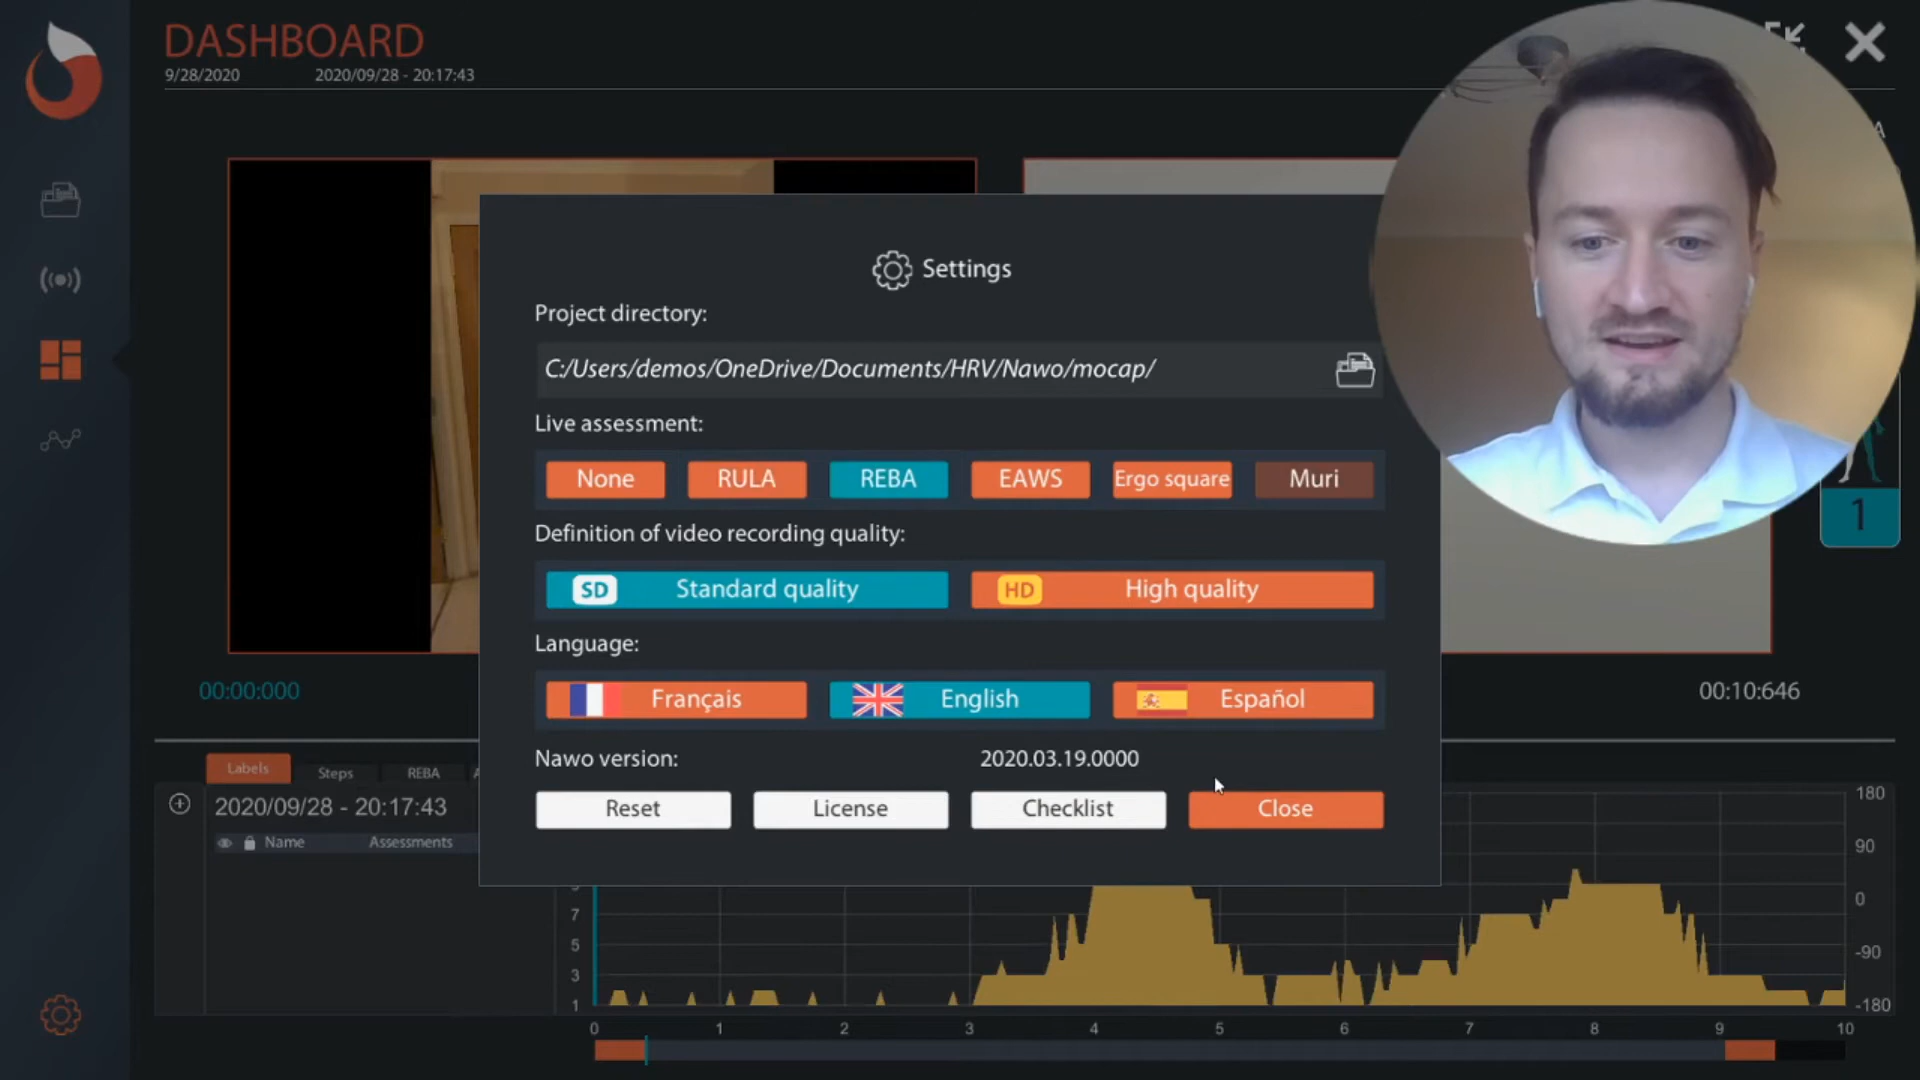 DASHBOARD
9/28/2020 2020/09/28 - 20:17:43
Settings
Project directory:
C:/Users/demos/OneDrive/Documents/HRV/Nawo/mocap/
Live assessment:
None RULA REBA EAWS Ergo square Muri
1
Definition of video recording quality:
SD Standard quality HD High quality
Language:
Français English Español
00:00:000 00:10:646
Nawo version: 2020.03.19.0000
Labels Steps REBA
2020/09/28 - 20:17:43
Reset License Checklist Close
Name Assessments
180
90
0
-90
-180
7
5
3
1
0 1 2 3 4 5 6 7 8 9 10